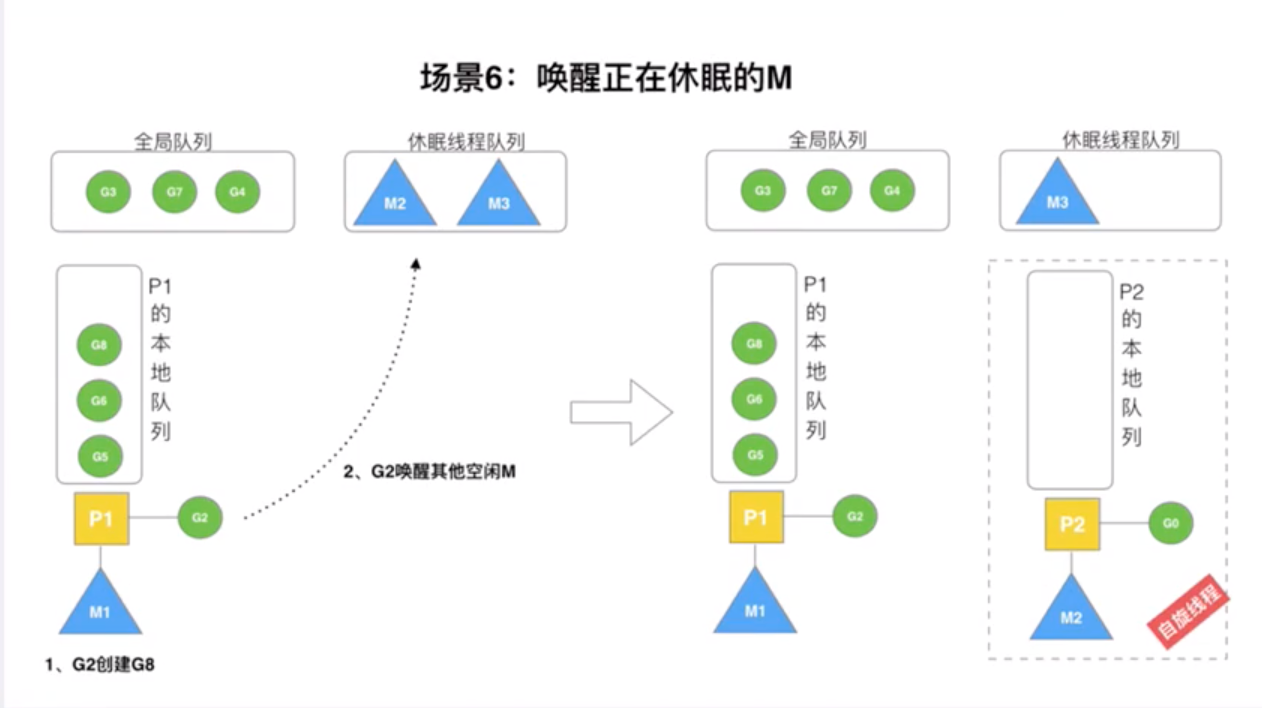 场景6：唤醒正在休眠的M
全局队列
G3 G7 G4
休眠线程队列
M2 M3
P1的本地队列
G8
G6
G5
P1
G2
M1
1、G2创建G8
2、G2唤醒其他空闲M
全局队列
G3 G7 G4
休眠线程队列
M3
P1的本地队列
G8
G6
G5
P1
G2
M1
P2的本地队列
P2
G0
M2
自旋线程